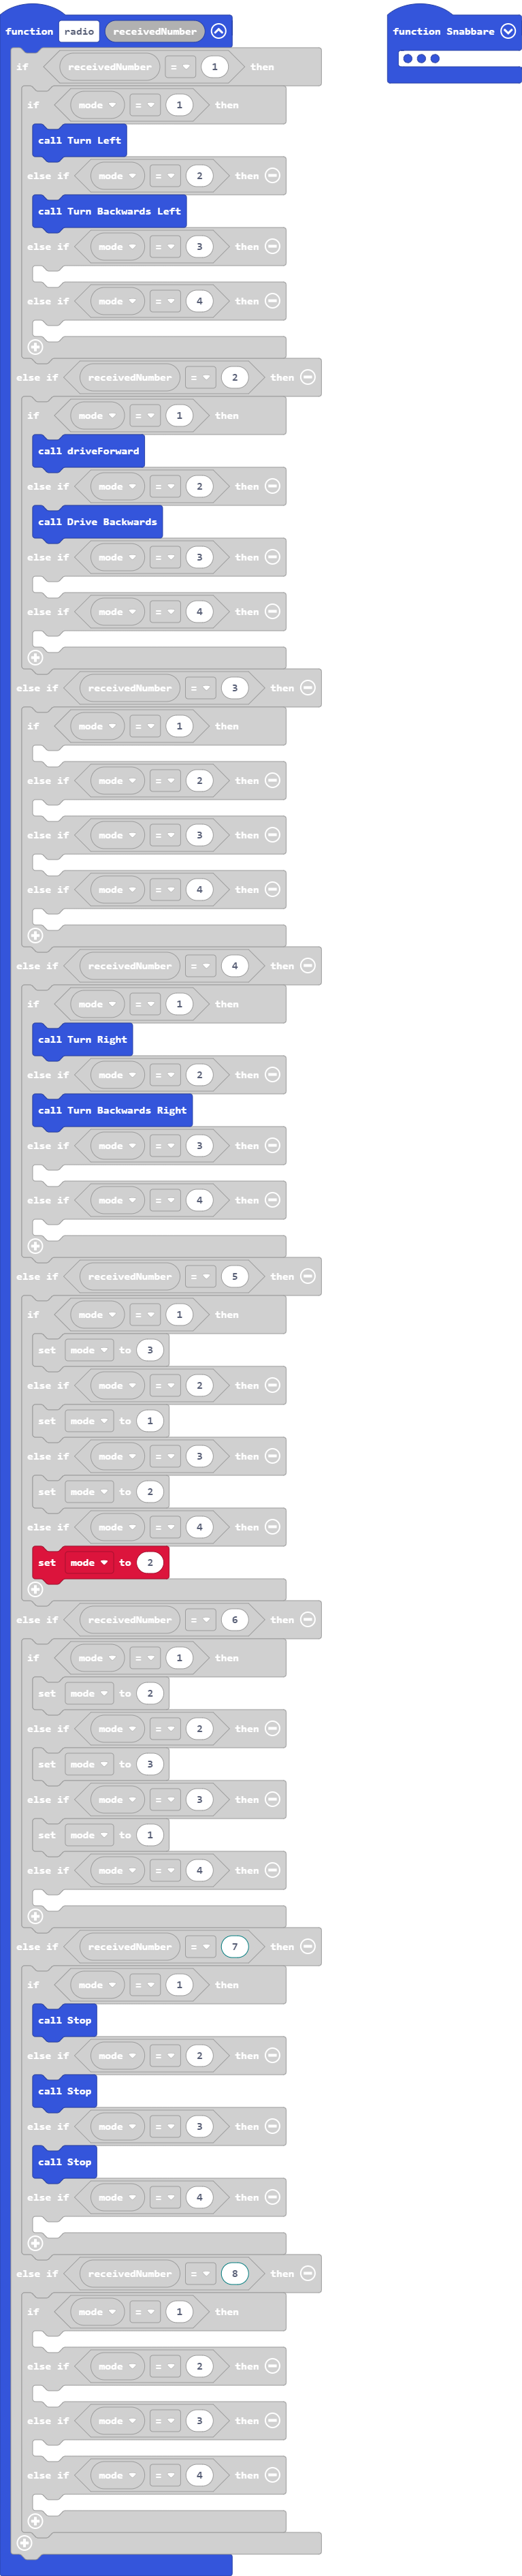 function radio receivedNumber
function Snabbare
if receivedNumber = 1 then
if mode = 1 then
call Turn Left
else if mode = 2 then
call Turn Backwards Left
else if mode = 3 then
else if mode = 4 then
else if receivedNumber = 2 then
if mode = 1 then
call driveForward
else if mode = 2 then
call Drive Backwards
else if mode = 3 then
else if mode = 4 then
else if receivedNumber = 3 then
if mode = 1 then
else if mode = 2 then
else if mode = 3 then
else if mode = 4 then
else if receivedNumber = 4 then
if mode = 1 then
call Turn Right
else if mode = 2 then
call Turn Backwards Right
else if mode = 3 then
else if mode = 4 then
else if receivedNumber = 5 then
if mode = 1 then
set mode to 3
else if mode = 2 then
set mode to 1
else if mode = 3 then
set mode to 2
else if mode = 4 then
set mode to 2
else if receivedNumber = 6 then
if mode = 1 then
set mode to 2
else if mode = 2 then
set mode to 3
else if mode = 3 then
set mode to 1
else if mode = 4 then
else if receivedNumber = 7 then
if mode = 1 then
call Stop
else if mode = 2 then
call Stop
else if mode = 3 then
call Stop
else if mode = 4 then
else if receivedNumber = 8 then
if mode = 1 then
else if mode = 2 then
else if mode = 3 then
else if mode = 4 then